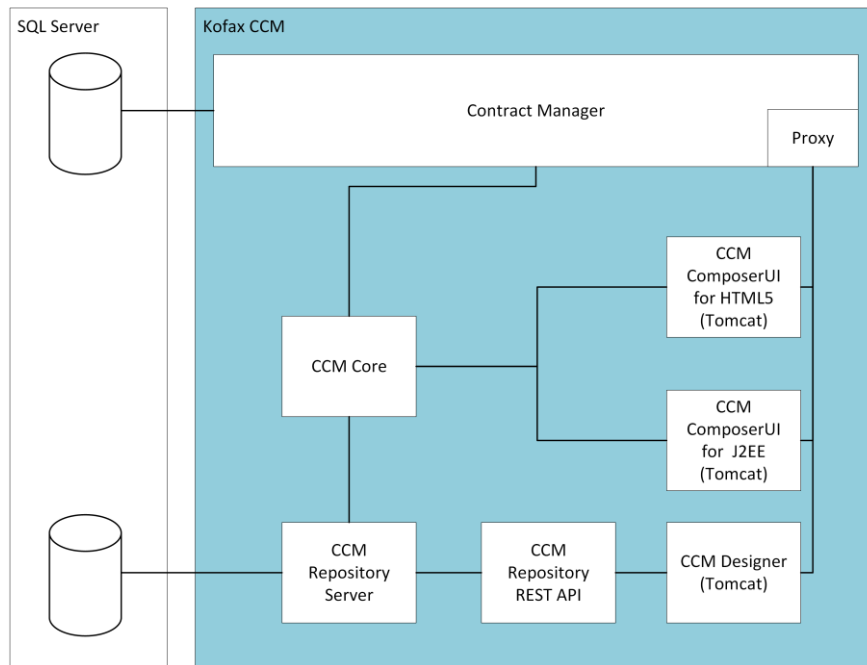 SQL Server
Kofax CCM
Contract Manager
Proxy
CCM
ComposerUI
for HTML5
(Tomcat)
CCM Core
CCM
ComposerUI
for J2EE
(Tomcat)
CCM
Repository
Server
CCM
Repository
REST API
CCM Designer
(Tomcat)